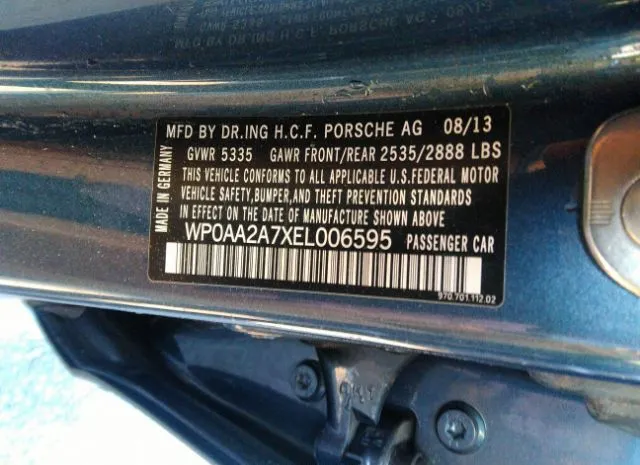 MFD BY DR.ING H.C.F. PORSCHE AG 08/13
GVWR 5335 GAWR FRONT/REAR 2535/2888 LBS
THIS VEHICLE CONFORMS TO ALL APPLICABLE U.S.FEDERAL MOTOR
VEHICLE SAFETY,BUMPER,AND THEFT PREVENTION STANDARDS
IN EFFECT ON THE DATE OF MANUFACTURE SHOWN ABOVE.
WP0AA2A7XEL006595 PASSENGER CAR
MADE IN GERMANY
970.701.112.02